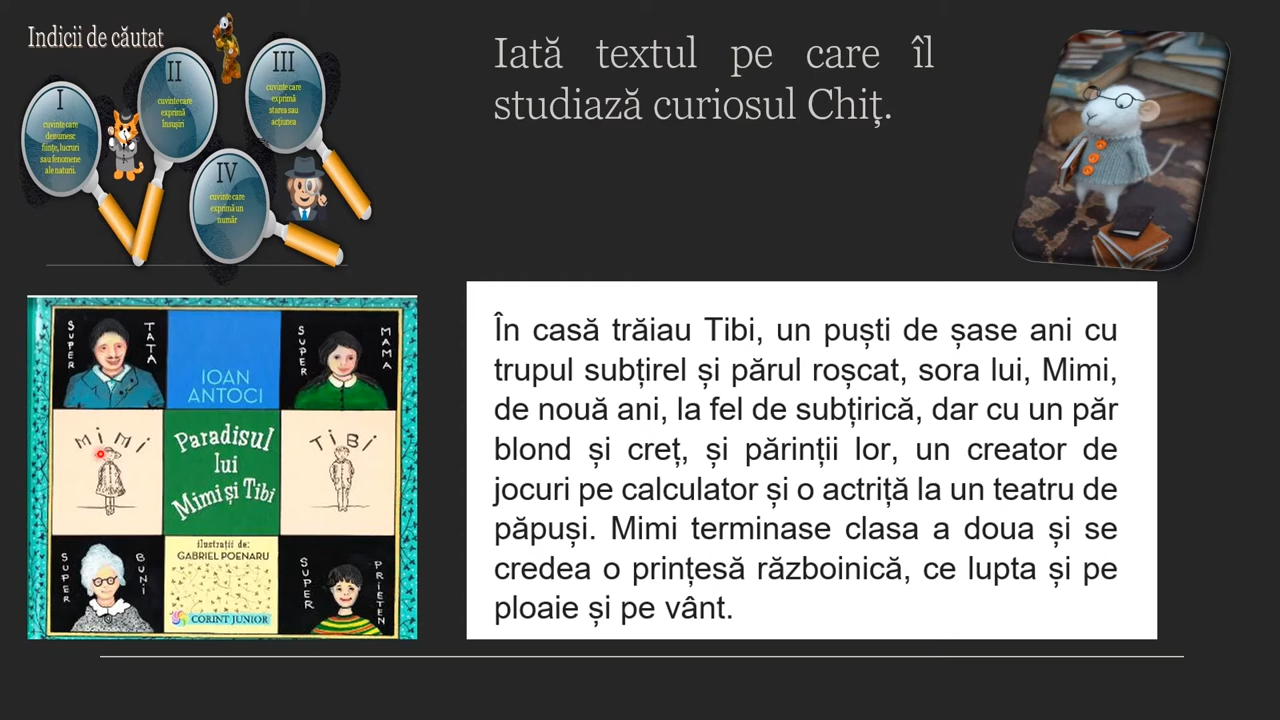 Indicii de căutat
I
cuvinte care
denumesc
ființe, lucruri
sau fenomene
ale naturii.
II
cuvinte care
exprimă
însușiri
III
cuvinte care
exprimă
starea sau
acțiunea
IV
cuvinte care
exprimă un
număr
Iată textul pe care îl
studiază curiosul Chiț.
SUPER TATA
IOAN
ANTOCI
SUPER MAMA
MIMI
Paradisul
lui
Mimi și Tibi
TIBI
SUPER BUNI
ilustrații de:
GABRIEL POENARU
CORINT JUNIOR
SUPER PRIETEN
În casă trăiau Tibi, un puști de șase ani cu
trupul subțirel și părul roșcat, sora lui, Mimi,
de nouă ani, la fel de subțirică, dar cu un păr
blond și creț, și părinții lor, un creator de
jocuri pe calculator și o actriță la un teatru de
păpuși. Mimi terminase clasa a doua și se
credea o prințesă războinică, ce lupta și pe
ploaie și pe vânt.